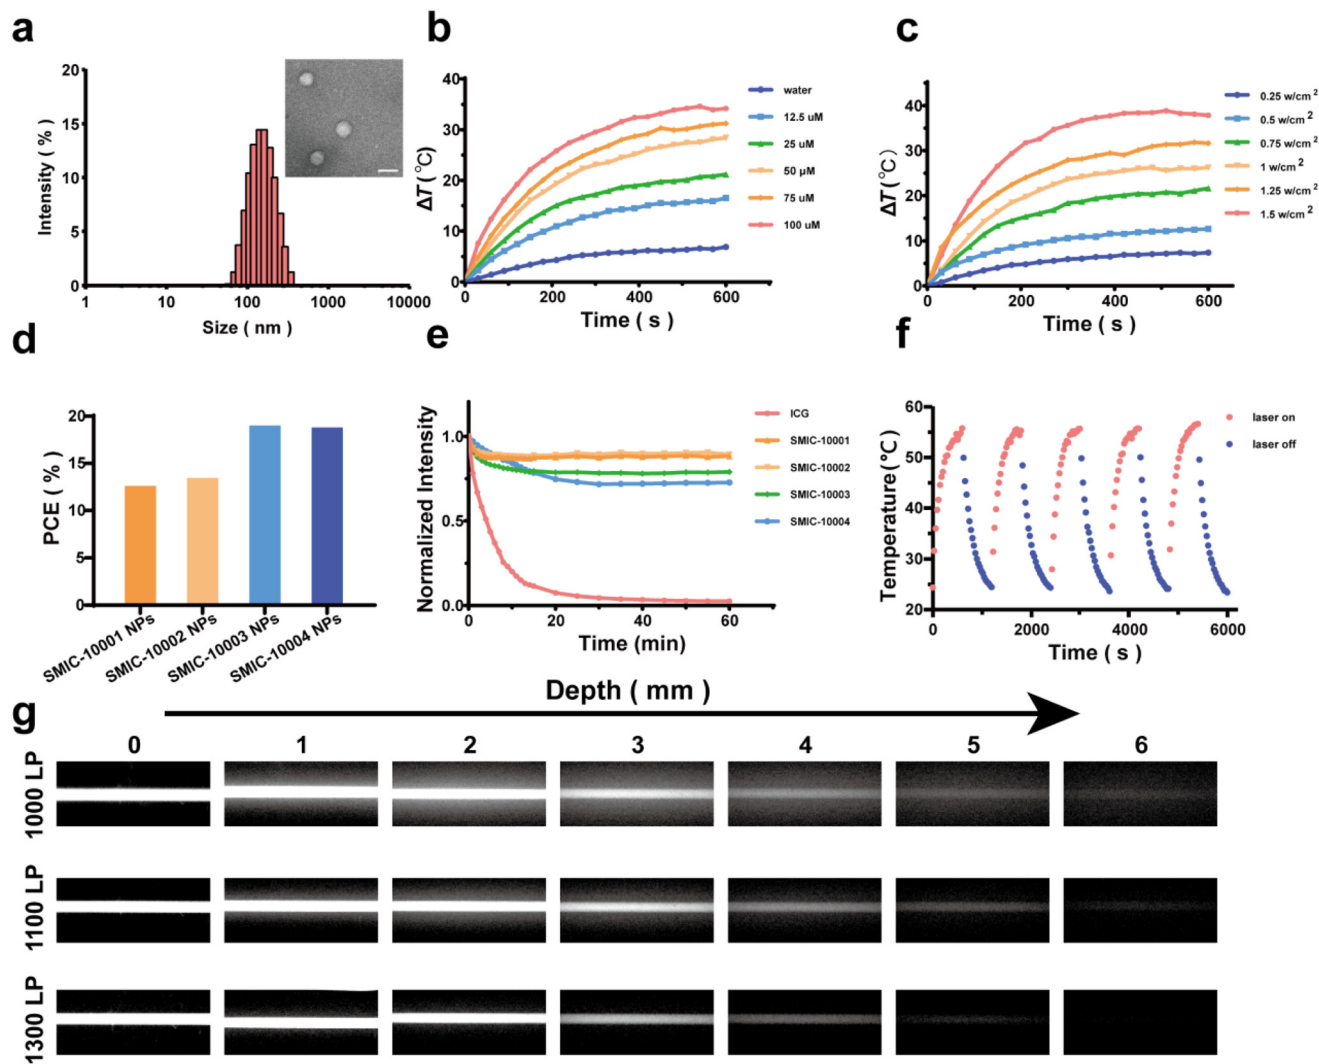 a
20
15
10
5
0
Intensity ( % )
1 10 100 1000 10000
Size ( nm )
b
40
30
20
10
0
ΔT (°C)
0 200 400 600
Time ( s )
water
12.5 uM
25 uM
50 μM
75 uM
100 uM
c
40
30
20
10
0
ΔT (°C)
0 200 400 600
Time ( s )
0.25 w/cm 2
0.5 w/cm 2
0.75 w/cm 2
1 w/cm 2
1.25 w/cm 2
1.5 w/cm 2
d
20
15
10
5
0
PCE ( % )
SMIC-10001 NPs
SMIC-10002 NPs
SMIC-10003 NPs
SMIC-10004 NPs
e
1.0
0.5
0.0
Normalized Intensity
0 20 40 60
Time (min)
ICG
SMIC-10001
SMIC-10002
SMIC-10003
SMIC-10004
f
60
50
40
30
20
Temperature (°C)
0 2000 4000 6000
Time ( s )
laser on
laser off
g
Depth ( mm )
0 1 2 3 4 5 6
1000 LP
1100 LP
1300 LP